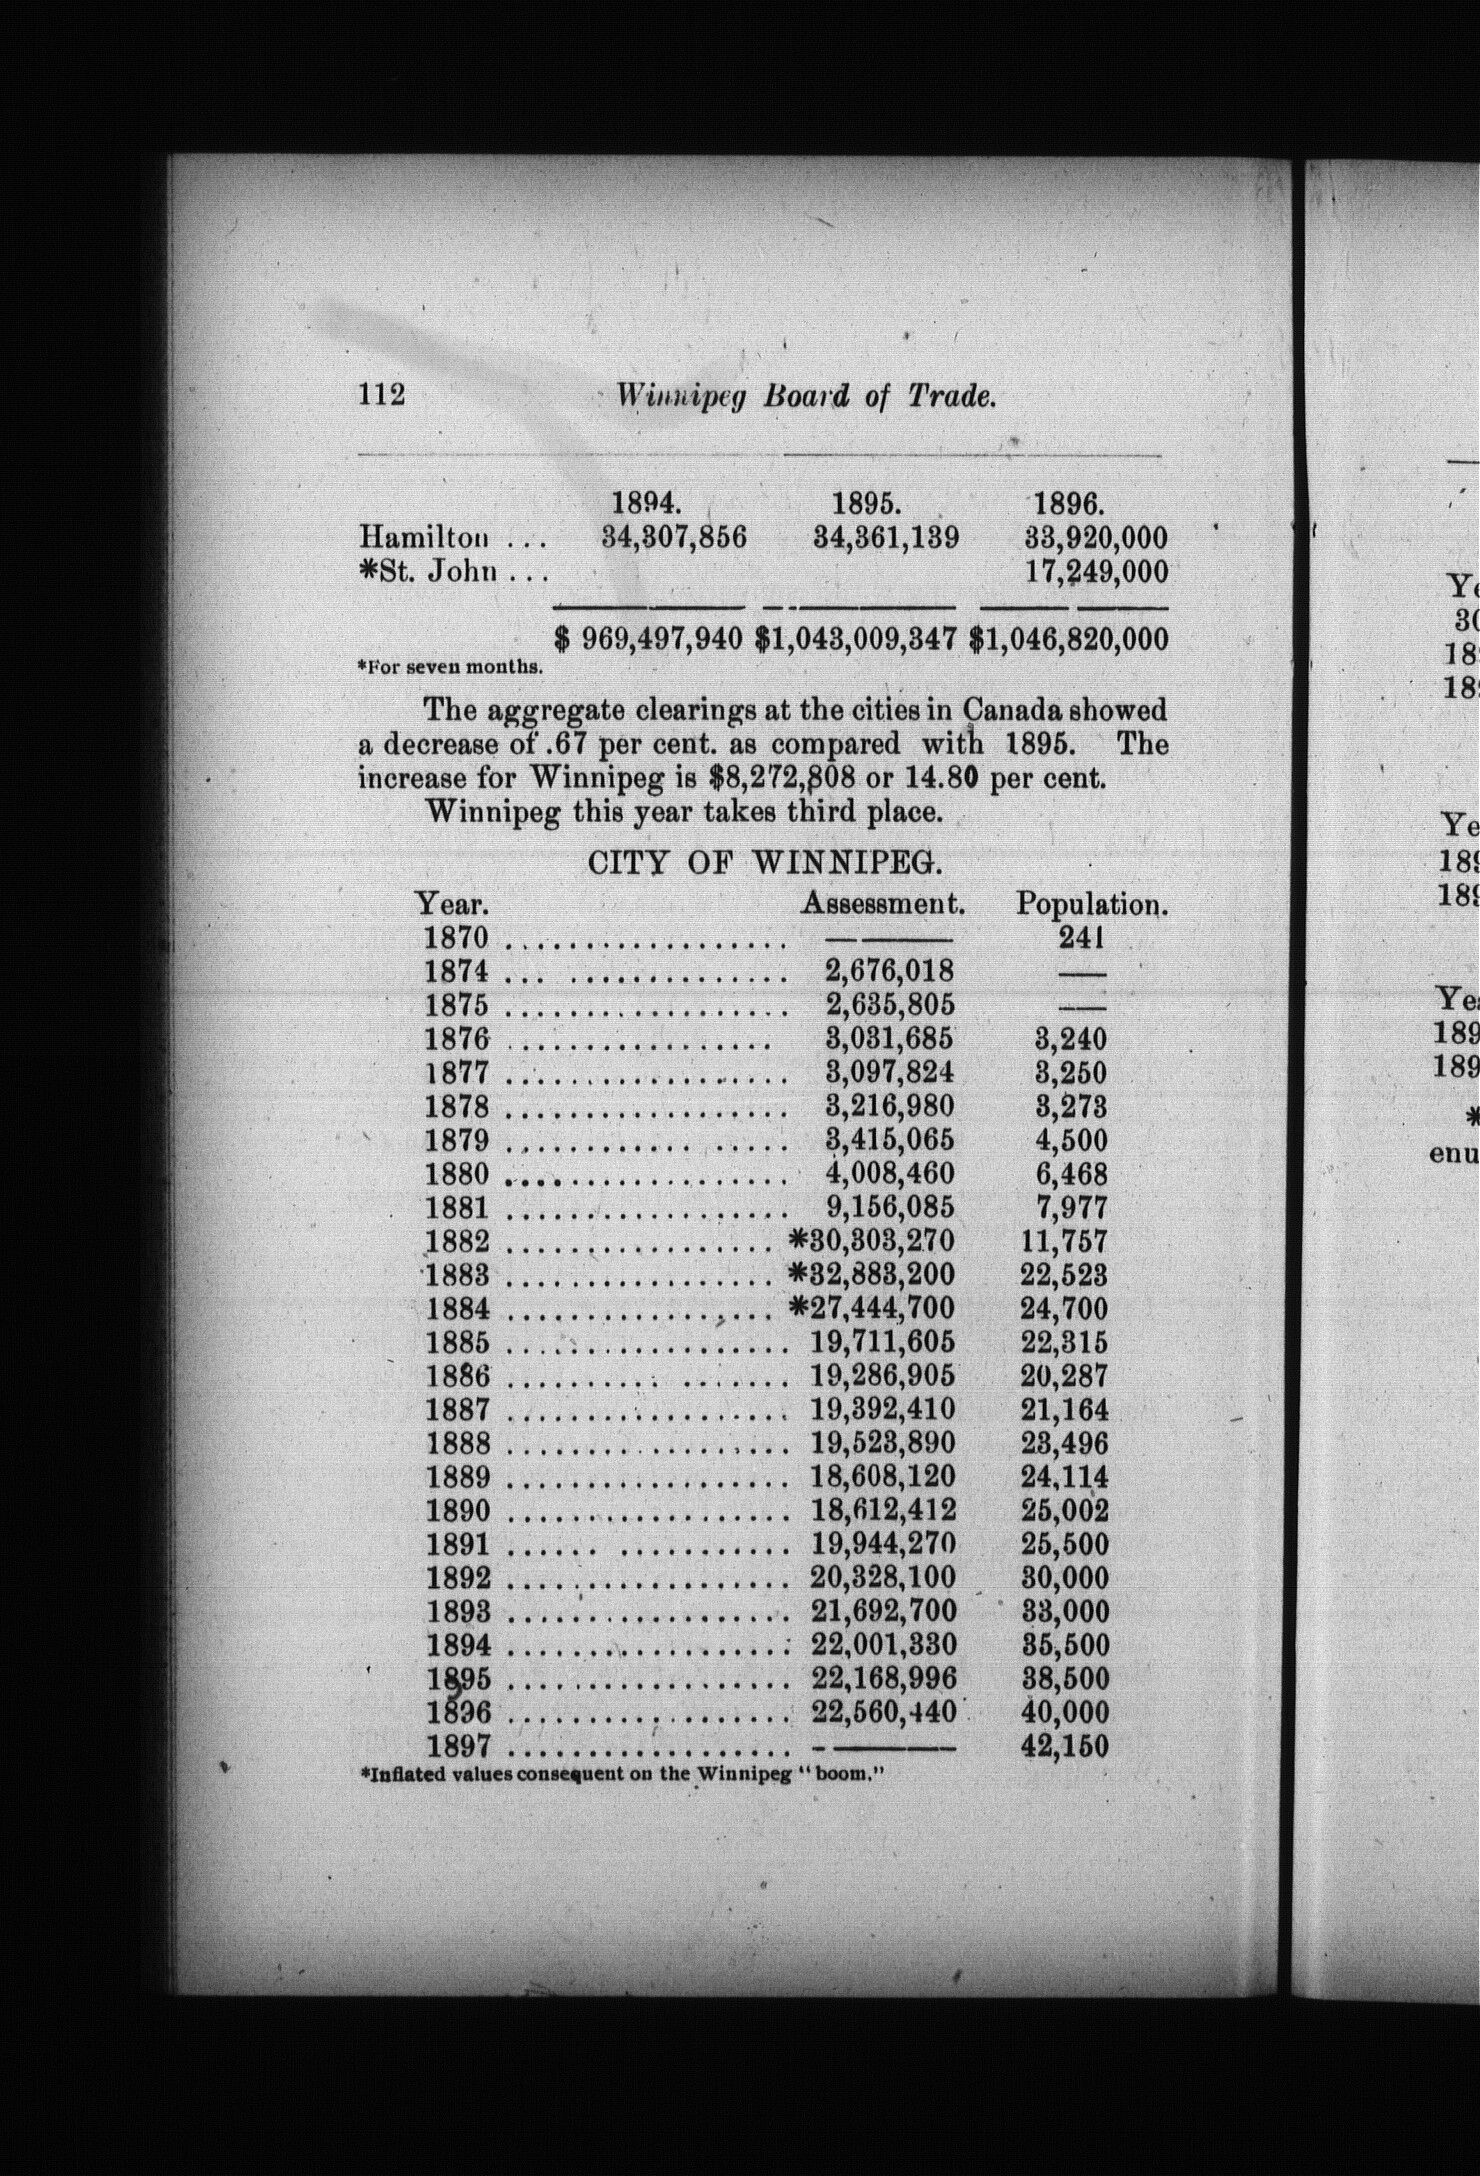 112 Winnipeg Board of Trade.
1894. 1895. 1896.
Hamilton ... 34,307,856 34,361,139 33,920,000
*St. John ... 17,249,000
$ 969,497,940 $1,043,009,347 $1,046,820,000
*For seven months.
The aggregate clearings at the cities in Canada showed
a decrease of .67 per cent. as compared with 1895. The
increase for Winnipeg is $8,272,808 or 14.80 per cent.
Winnipeg this year takes third place.
CITY OF WINNIPEG.
Year. Assessment. Population.
1870 .................. —— 241
1874 .................. 2,676,018 ——
1875 .................. 2,635,805 ——
1876 .................. 3,031,685 3,240
1877 .................. 3,097,824 3,250
1878 .................. 3,216,980 3,273
1879 .................. 3,415,065 4,500
1880 .................. 4,008,460 6,468
1881 .................. 9,156,085 7,977
1882 ................. *30,303,270 11,757
1883 ................. *32,883,200 22,523
1884 ................. *27,444,700 24,700
1885 .................. 19,711,605 22,315
1886 .................. 19,286,905 20,287
1887 .................. 19,392,410 21,164
1888 .................. 19,523,890 23,496
1889 .................. 18,608,120 24,114
1890 .................. 18,612,412 25,002
1891 .................. 19,944,270 25,500
1892 .................. 20,328,100 30,000
1893 .................. 21,692,700 33,000
1894 .................. 22,001,330 35,500
1895 .................. 22,168,996 38,500
1896 .................. 22,560,440 40,000
1897 .................. —— 42,150
*Inflated values consequent on the Winnipeg "boom."